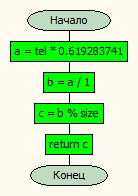 Начало
a = tel * 0.619283741
b = a / 1
c = b % size
return c
Конец